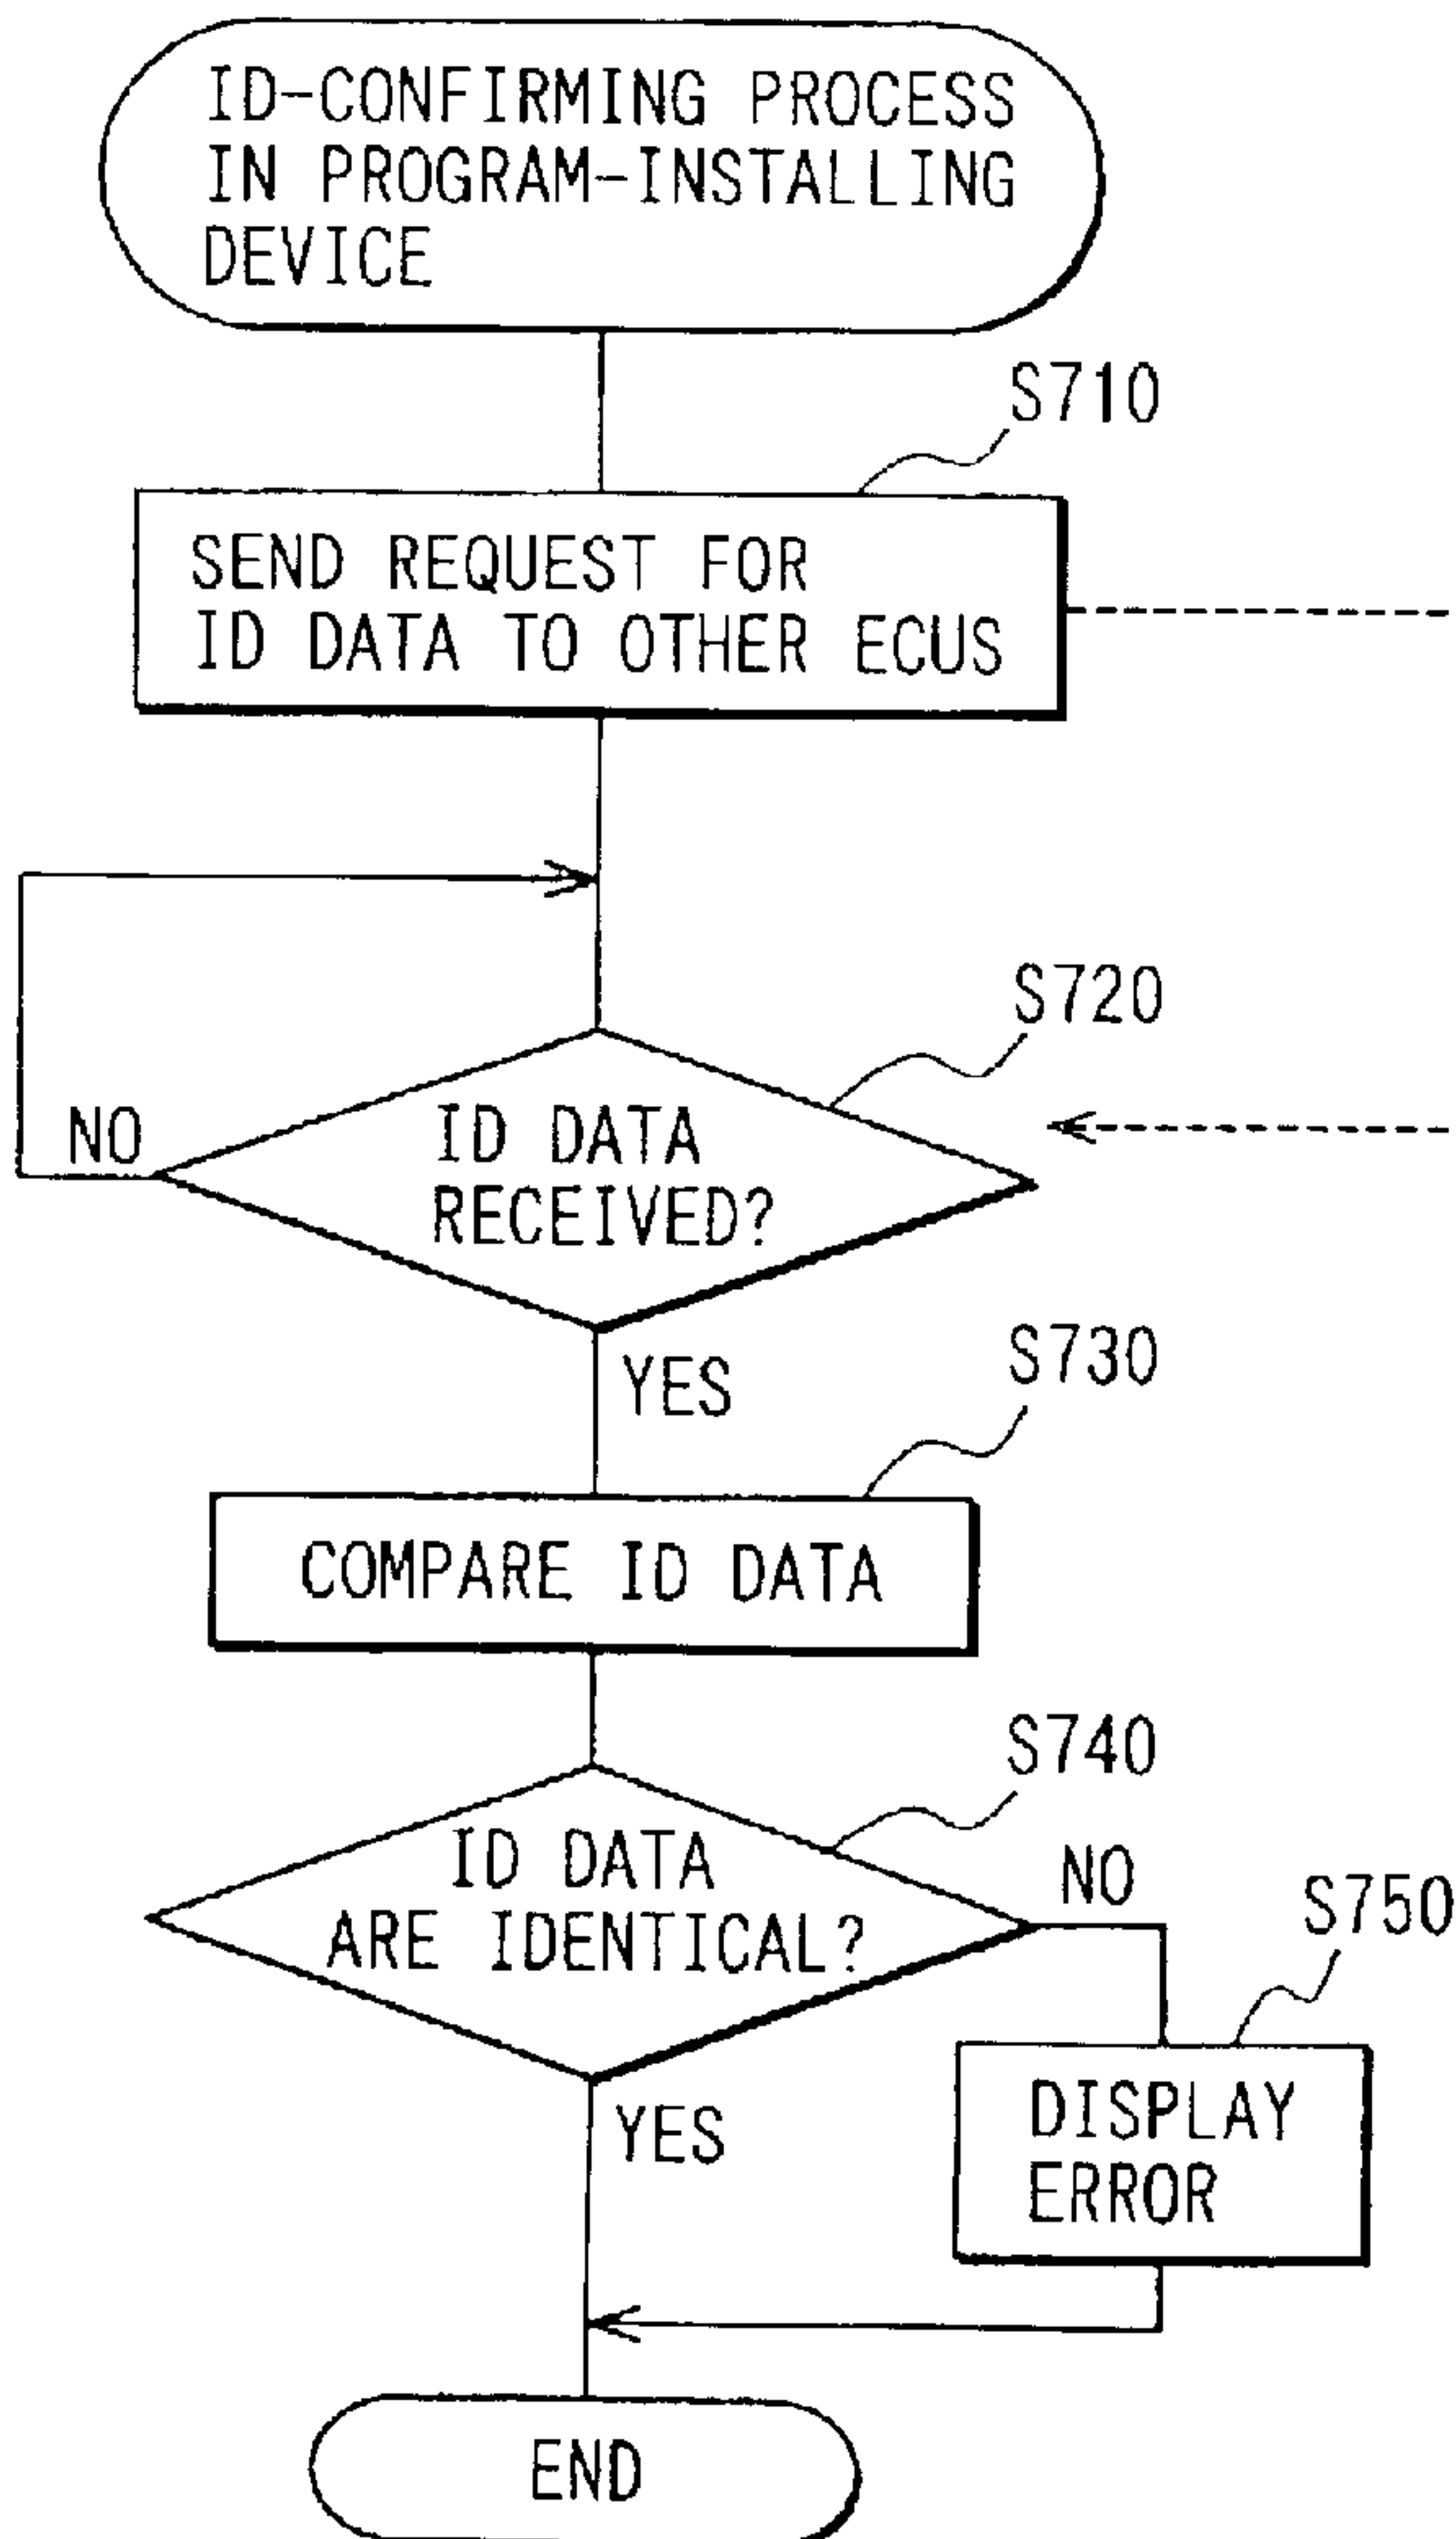 ID-CONFIRMING PROCESS
IN PROGRAM-INSTALLING
DEVICE
S710
SEND REQUEST FOR
ID DATA TO OTHER ECUS
S720
NO
ID DATA
RECEIVED?
YES
S730
COMPARE ID DATA
S740
ID DATA
ARE IDENTICAL?
NO
S750
YES
DISPLAY
ERROR
END